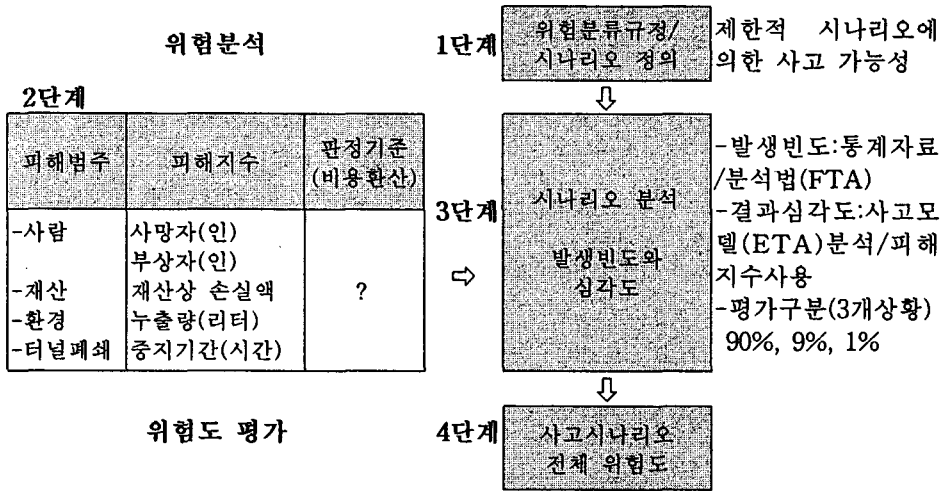 위험분석
1단계
위험분류규정/
시나리오 정의
제한적 시나리오에
의한 사고 가능성
2단계
피해범주 피해지수 판정기준
(비용환산)
-사람 사망자(인)
부상자(인)
-재산 재산상 손실액 ?
-환경 누출량(리터)
-터널폐쇄 중지기간(시간)
3단계
시나리오 분석
발생빈도와
심각도
-발생빈도:통계자료
/분석법(FTA)
-결과심각도:사고모
델(ETA)분석/피해
지수사용
-평가구분(3개상황)
90%, 9%, 1%
위험도 평가
4단계
사고시나리오
전체 위험도